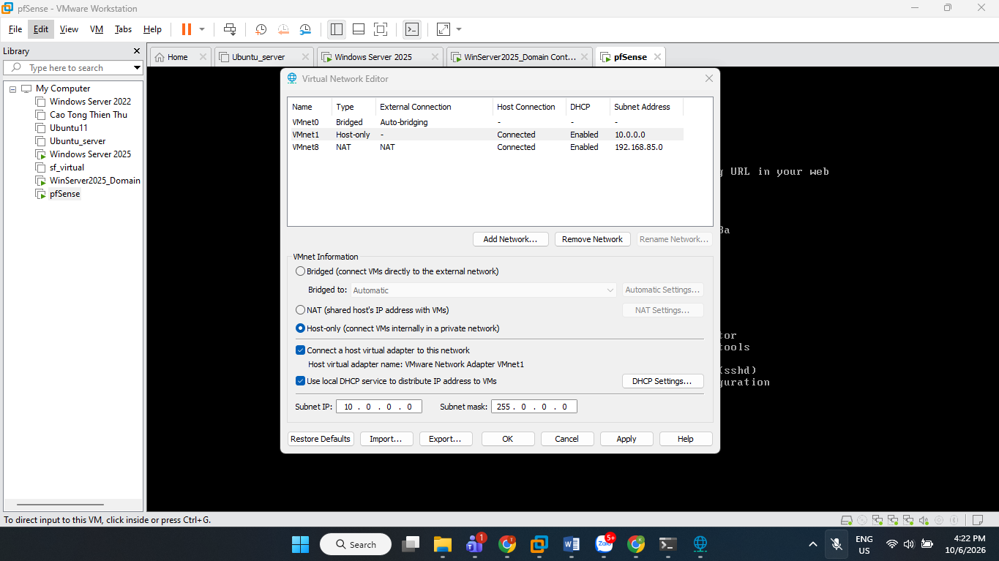 pfSense - VMware Workstation
File Edit View VM Tabs Help
Library
Type here to search
Home Ubuntu_server Windows Server 2025 WinServer2025_Domain Cont... pfSense
My Computer
Windows Server 2022
Cao Tong Thien Thu
Ubuntu11
Ubuntu_server
Windows Server 2025
sf_virtual
WinServer2025_Domain
pfSense
Virtual Network Editor
Name Type External Connection Host Connection DHCP Subnet Address
VMnet0 Bridged Auto-bridging - - -
VMnet1 Host-only - Connected Enabled 10.0.0.0
VMnet8 NAT NAT Connected Enabled 192.168.85.0
Add Network... Remove Network Rename Network...
VMnet Information
Bridged (connect VMs directly to the external network)
Bridged to: Automatic Automatic Settings...
NAT (shared host's IP address with VMs) NAT Settings...
Host-only (connect VMs internally in a private network)
Connect a host virtual adapter to this network
Host virtual adapter name: VMware Network Adapter VMnet1
Use local DHCP service to distribute IP address to VMs DHCP Settings...
Subnet IP: 10 . 0 . 0 . 0 Subnet mask: 255 . 0 . 0 . 0
Restore Defaults Import... Export... OK Cancel Apply Help
URL in your web
3a
tor
tools
(sshd)
guration
To direct input to this VM, click inside or press Ctrl+G.
Search
1
Zalo
5+
ENG
US
4:22 PM
10/6/2026